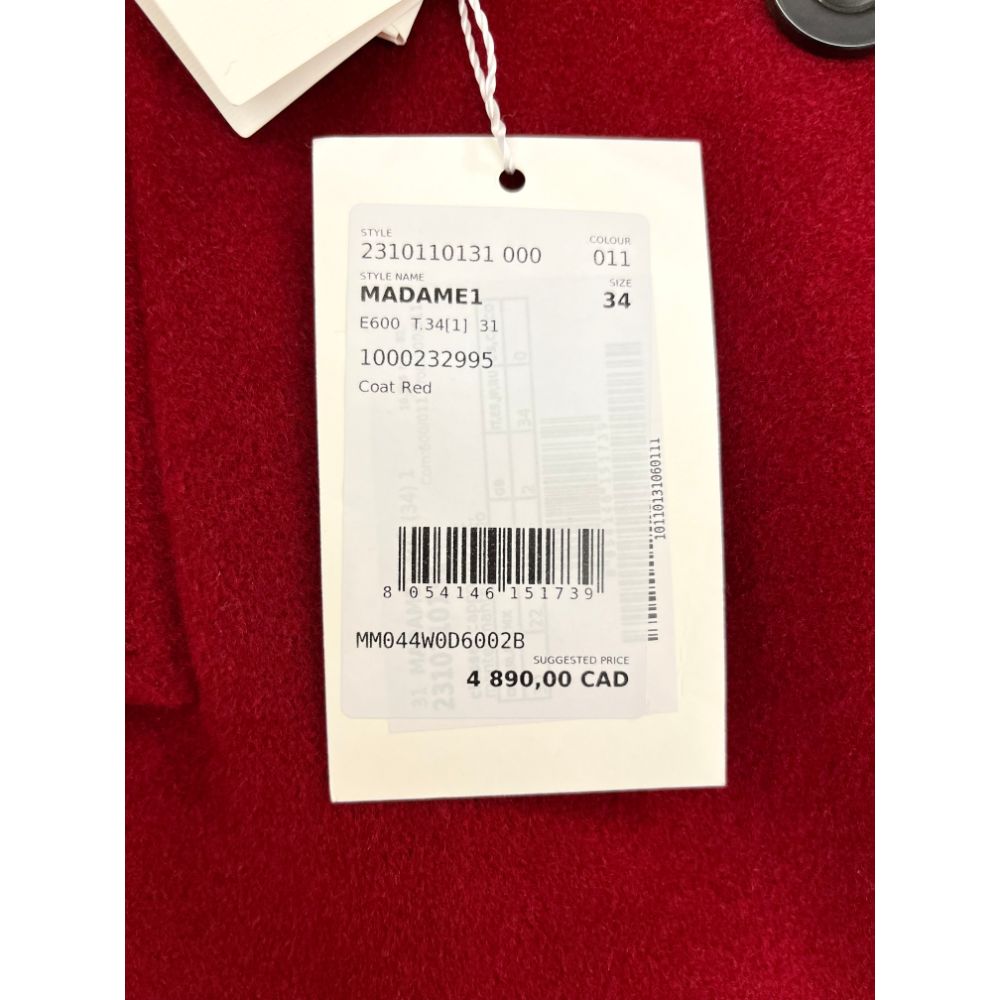 STYLE
2310110131 000
COLOUR
011
STYLE NAME
MADAME1
SIZE
34
E600 T.34[1] 31
1000232995
Coat Red
10110131060111
8 054146 151739
MM044W0D6002B
SUGGESTED PRICE
4 890,00 CAD